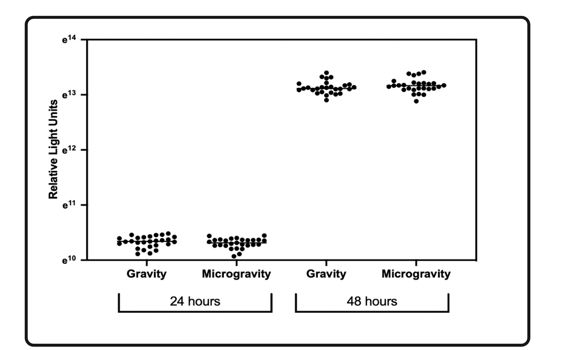 e14
e13
e12
e11
e10
Relative Light Units
Gravity Microgravity Gravity Microgravity
24 hours 48 hours